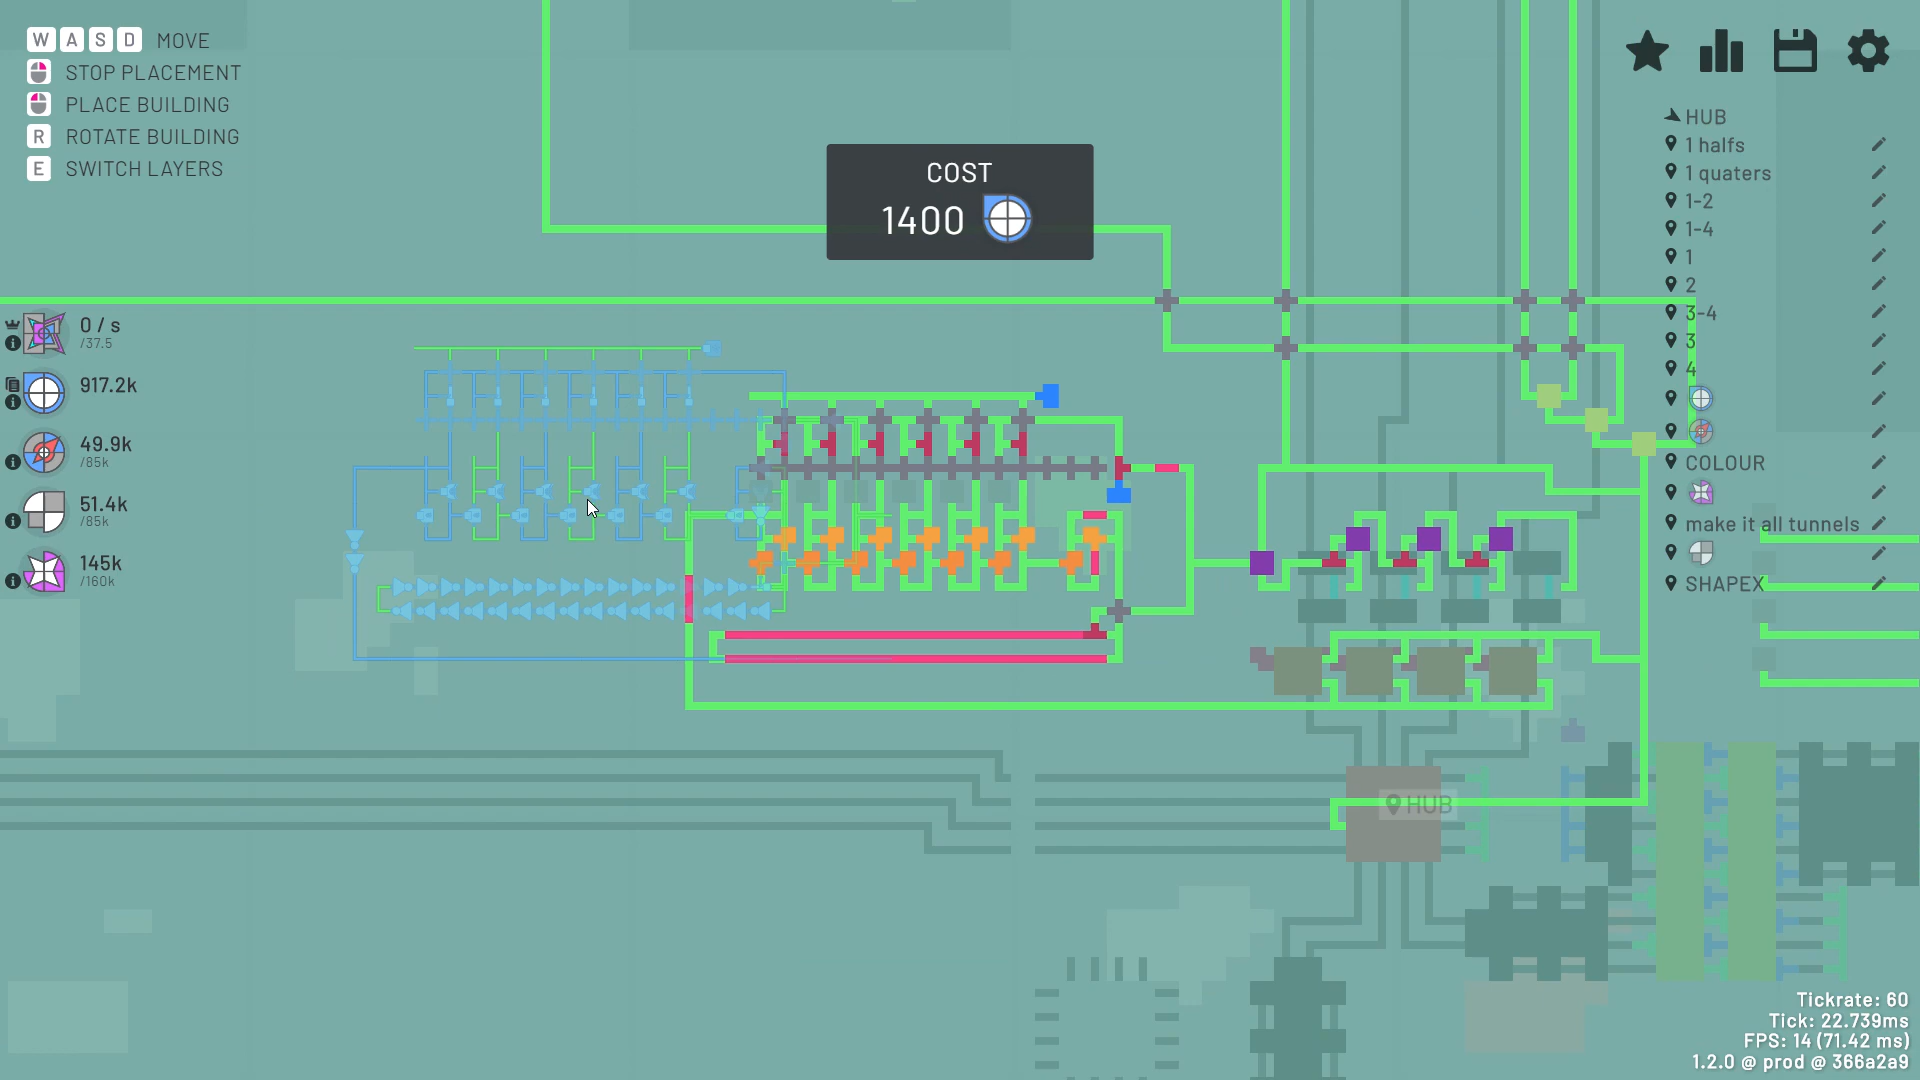 W A S D MOVE
STOP PLACEMENT
PLACE BUILDING
R ROTATE BUILDING
E SWITCH LAYERS
COST
1400
0 / s
/37.5
917.2k
49.9k
/85k
51.4k
/85k
145k
/160k
HUB
1 halfs
1 quaters
1-2
1-4
1
2
3-4
3
4
COLOUR
make it all tunnels
SHAPEX
HUB
Tickrate: 60
Tick: 22.739ms
FPS: 14 (71.42 ms)
1.2.0 @ prod @ 366a2a9